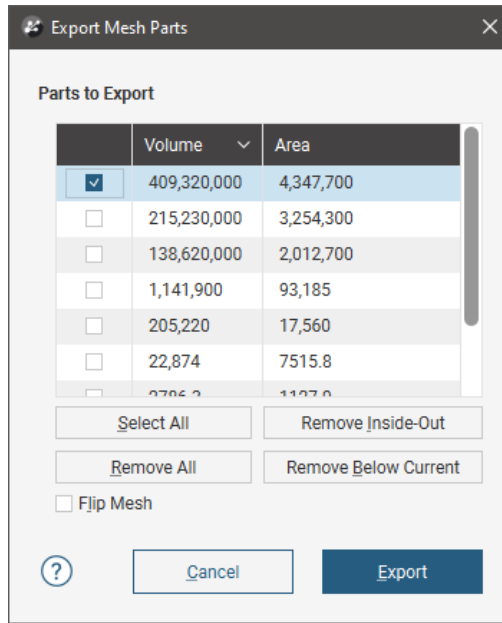 Export Mesh Parts
Parts to Export
Volume Area
409,320,000 4,347,700
215,230,000 3,254,300
138,620,000 2,012,700
1,141,900 93,185
205,220 17,560
22,874 7515.8
Select All Remove Inside-Out
Remove All Remove Below Current
Flip Mesh
? Cancel Export